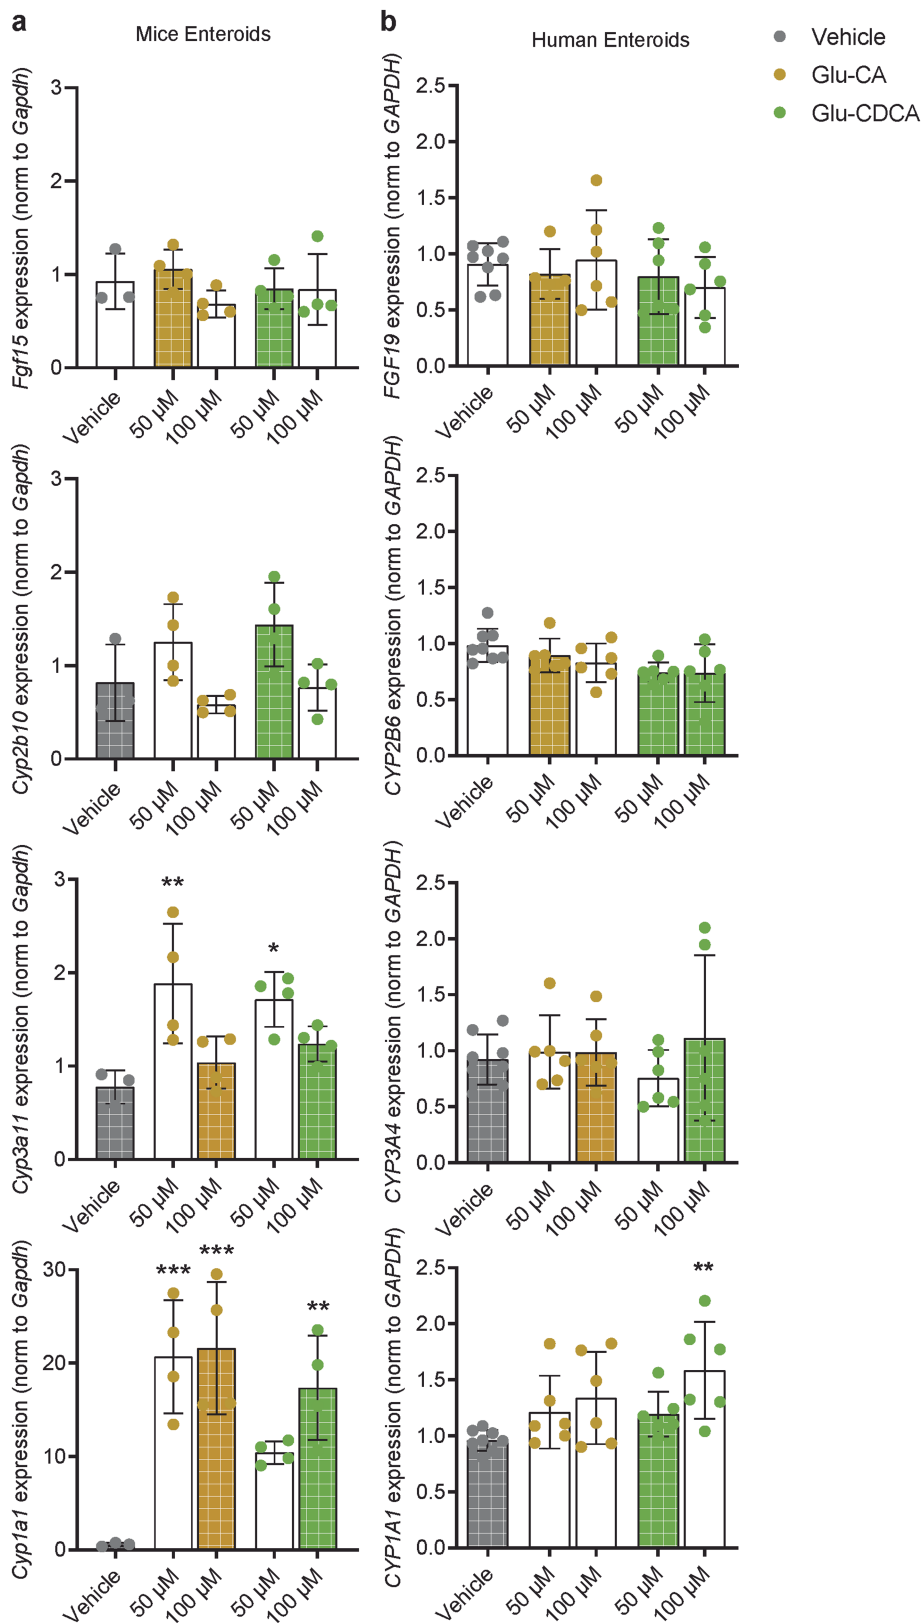 a
Mice Enteroids
b
Human Enteroids
Vehicle
Glu-CA
Glu-CDCA
Fgf15 expression (norm to Gapdh)
3
2
1
0
Vehicle
50 µM
100 µM
50 µM
100 µM
FGF19 expression (norm to GAPDH)
2.5
2.0
1.5
1.0
0.5
0.0
Vehicle
50 µM
100 µM
50 µM
100 µM
Cyp2b10 expression (norm to Gapdh)
3
2
1
0
Vehicle
50 µM
100 µM
50 µM
100 µM
CYP2B6 expression (norm to GAPDH)
2.5
2.0
1.5
1.0
0.5
0.0
Vehicle
50 µM
100 µM
50 µM
100 µM
Cyp3a11 expression (norm to Gapdh)
3
2
1
0
**
*
Vehicle
50 µM
100 µM
50 µM
100 µM
CYP3A4 expression (norm to GAPDH)
2.5
2.0
1.5
1.0
0.5
0.0
Vehicle
50 µM
100 µM
50 µM
100 µM
Cyp1a1 expression (norm to Gapdh)
30
20
10
0
***
***
**
Vehicle
50 µM
100 µM
50 µM
100 µM
CYP1A1 expression (norm to GAPDH)
2.5
2.0
1.5
1.0
0.5
0.0
**
Vehicle
50 µM
100 µM
50 µM
100 µM